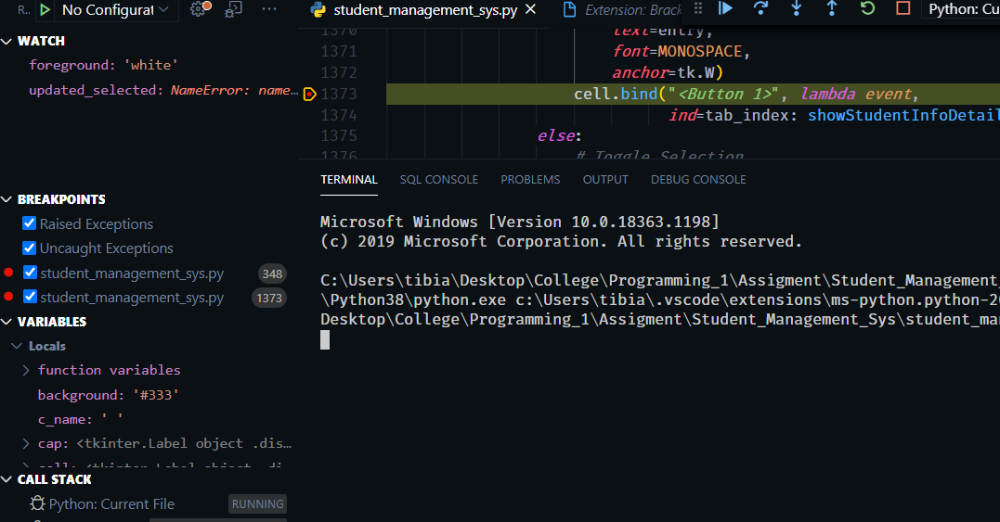 R.. No Configurat ...
WATCH
foreground: 'white'
updated_selected: NameError: name...
BREAKPOINTS
Raised Exceptions
Uncaught Exceptions
student_management_sys.py 348
student_management_sys.py 1373
VARIABLES
Locals
function variables
background: '#333'
c_name: ' '
cap: <tkinter.Label object .dis...
cell: <tkinter.Label object .di...
CALL STACK
Python: Current File RUNNING
student_management_sys.py Extension: Brack Python: Cu
1370 text=entry,
1371 font=MONOSPACE,
1372 anchor=tk.W)
1373 cell.bind("<Button 1>", lambda event,
1374 ind=tab_index: showStudentInfoDetail
1375 else:
1376 # Toggle Selection
TERMINAL SQL CONSOLE PROBLEMS OUTPUT DEBUG CONSOLE
Microsoft Windows [Version 10.0.18363.1198]
(c) 2019 Microsoft Corporation. All rights reserved.
C:\Users\tibia\Desktop\College\Programming_1\Assigment\Student_Management_
\Python38\python.exe c:\Users\tibia\.vscode\extensions\ms-python.python-20
Desktop\College\Programming_1\Assigment\Student_Management_Sys\student_ma